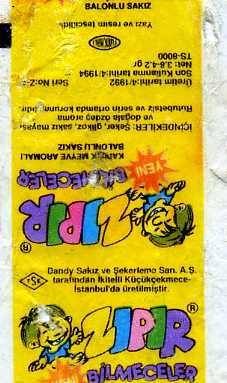 BALONLU SAKIZ
Yazı ve resim tescillidir.
TS-8000
Net: 3.8-4.2 gr
Son Kullanma tarihi: 4/1994
Üretim tarihi: 4/1992 Seri No:Z-
Rutubetsiz ve serin ortamda korunur.
ve doğala özdeş aroma
İÇİNDEKİLER: Şeker, glikoz, sakız mayası
BALONLU SAKIZ
KARIŞIK MEYVE AROMALI
YENİ
BİLMECELER
ZIPIR ®
TSE
Dandy Sakız ve Şekerleme San. A.Ş.
tarafından İkitelli Küçükçekmece-
İstanbul'da üretilmiştir.
ZIPIR ®
BİLMECELER